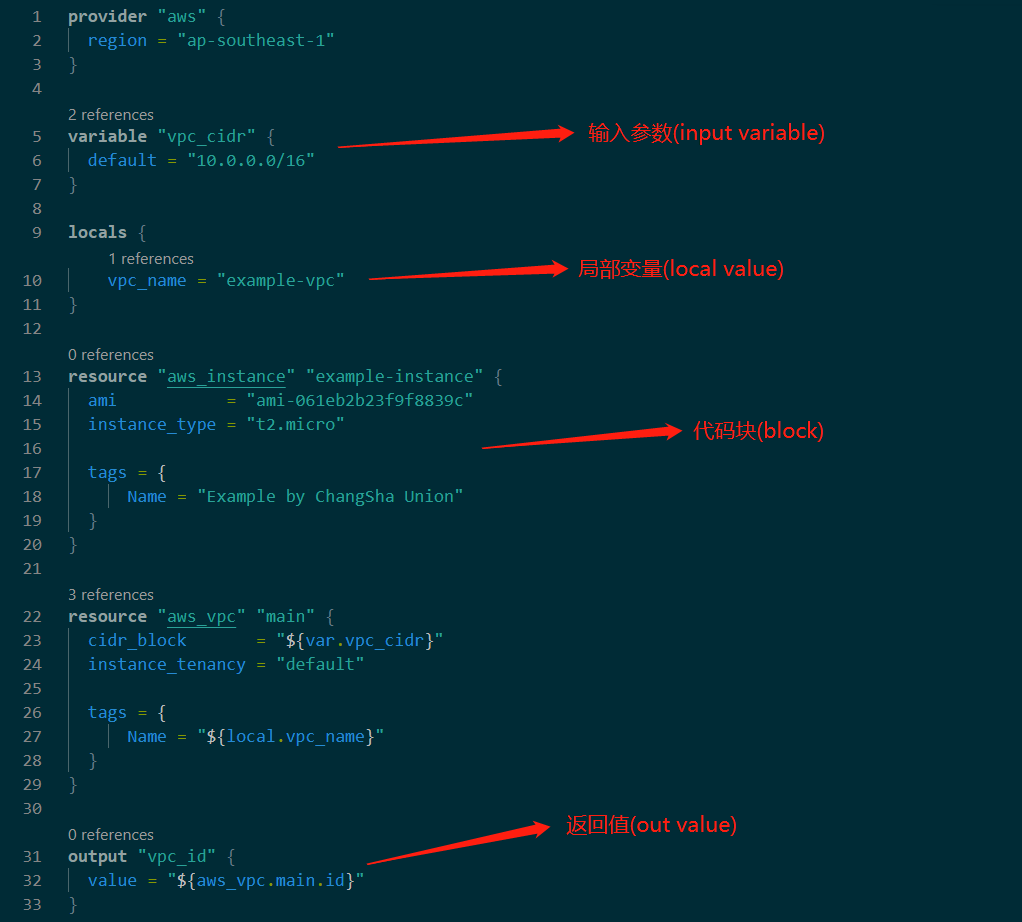 1 provider "aws" {
2 region = "ap-southeast-1"
3 }
4
2 references
5 variable "vpc_cidr" {
输入参数(input variable)
6 default = "10.0.0.0/16"
7 }
8
9 locals {
1 references
局部变量(local value)
10 vpc_name = "example-vpc"
11 }
12
0 references
13 resource "aws_instance" "example-instance" {
14 ami = "ami-061eb2b23f9f8839c"
15 instance_type = "t2.micro"
代码块(block)
16
17 tags = {
18 Name = "Example by ChangSha Union"
19 }
20 }
21
3 references
22 resource "aws_vpc" "main" {
23 cidr_block = "${var.vpc_cidr}"
24 instance_tenancy = "default"
25
26 tags = {
27 Name = "${local.vpc_name}"
28 }
29 }
30
返回值(out value)
0 references
31 output "vpc_id" {
32 value = "${aws_vpc.main.id}"
33 }